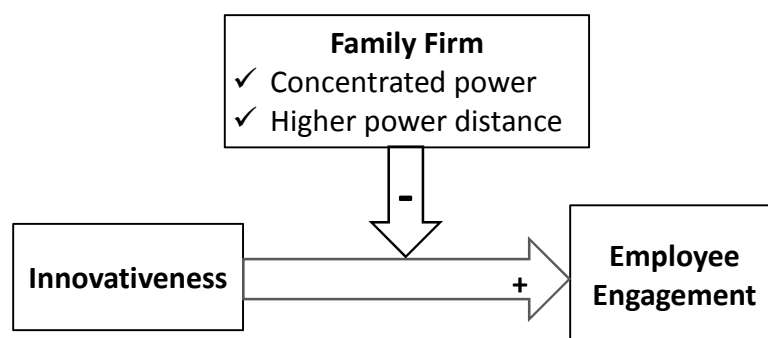 Family Firm
✓ Concentrated power
✓ Higher power distance
-
Innovativeness
+
Employee
Engagement